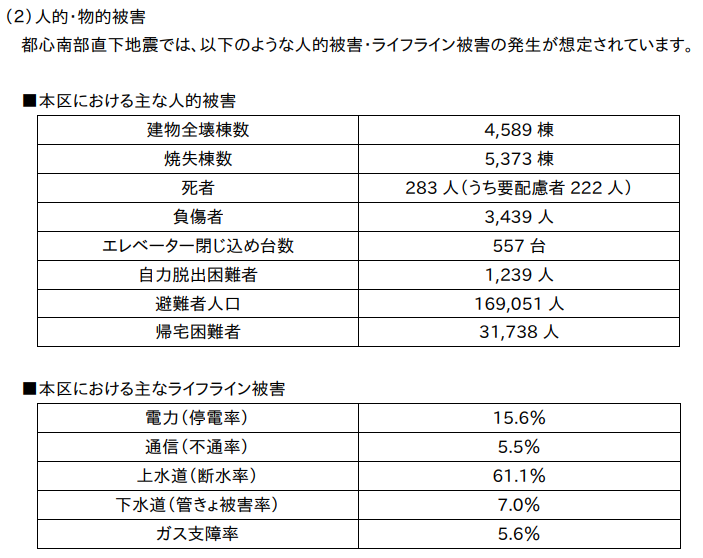 （２）人的・物的被害
都心南部直下地震では、以下のような人的被害・ライフライン被害の発生が想定されています。
■本区における主な人的被害
建物全壊棟数 4,589 棟
焼失棟数 5,373 棟
死者 283 人（うち要配慮者 222 人）
負傷者 3,439 人
エレベーター閉じ込め台数 557 台
自力脱出困難者 1,239 人
避難者人口 169,051 人
帰宅困難者 31,738 人
■本区における主なライフライン被害
電力（停電率） 15.6％
通信（不通率） 5.5％
上水道（断水率） 61.1％
下水道（管きょ被害率） 7.0％
ガス支障率 5.6％